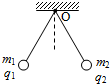 O
m₁ m₂
q₁ q₂